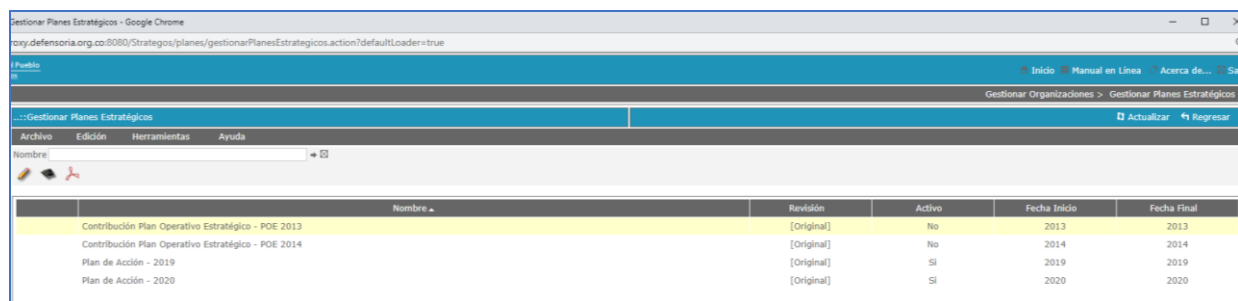 Gestionar Planes Estratégicos - Google Chrome
roxy.defensoria.org.co:8080/Strategos/planes/gestionarPlanesEstrategicos.action?defaultLoader=true
l Pueblo
Inicio Manual en Línea Acerca de... Sa
Gestionar Organizaciones > Gestionar Planes Estratégicos
..::Gestionar Planes Estratégicos
Actualizar Regresar
Archivo Edición Herramientas Ayuda
Nombre
Nombre Revisión Activo Fecha Inicio Fecha Final
Contribución Plan Operativo Estratégico - POE 2013 [Original] No 2013 2013
Contribución Plan Operativo Estratégico - POE 2014 [Original] No 2014 2014
Plan de Acción - 2019 [Original] Si 2019 2019
Plan de Acción - 2020 [Original] Si 2020 2020